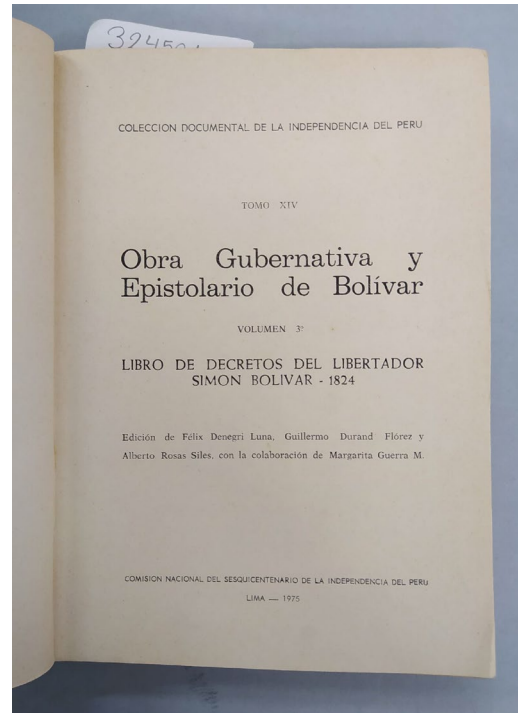 COLECCION DOCUMENTAL DE LA INDEPENDENCIA DEL PERU
TOMO XIV
Obra Gubernativa y
Epistolario de Bolívar
VOLUMEN 3º
LIBRO DE DECRETOS DEL LIBERTADOR
SIMON BOLIVAR - 1824
Edición de Félix Denegri Luna, Guillermo Durand Flórez y
Alberto Rosas Siles, con la colaboración de Margarita Guerra M.
COMISION NACIONAL DEL SESQUICENTENARIO DE LA INDEPENDENCIA DEL PERU
LIMA — 1975